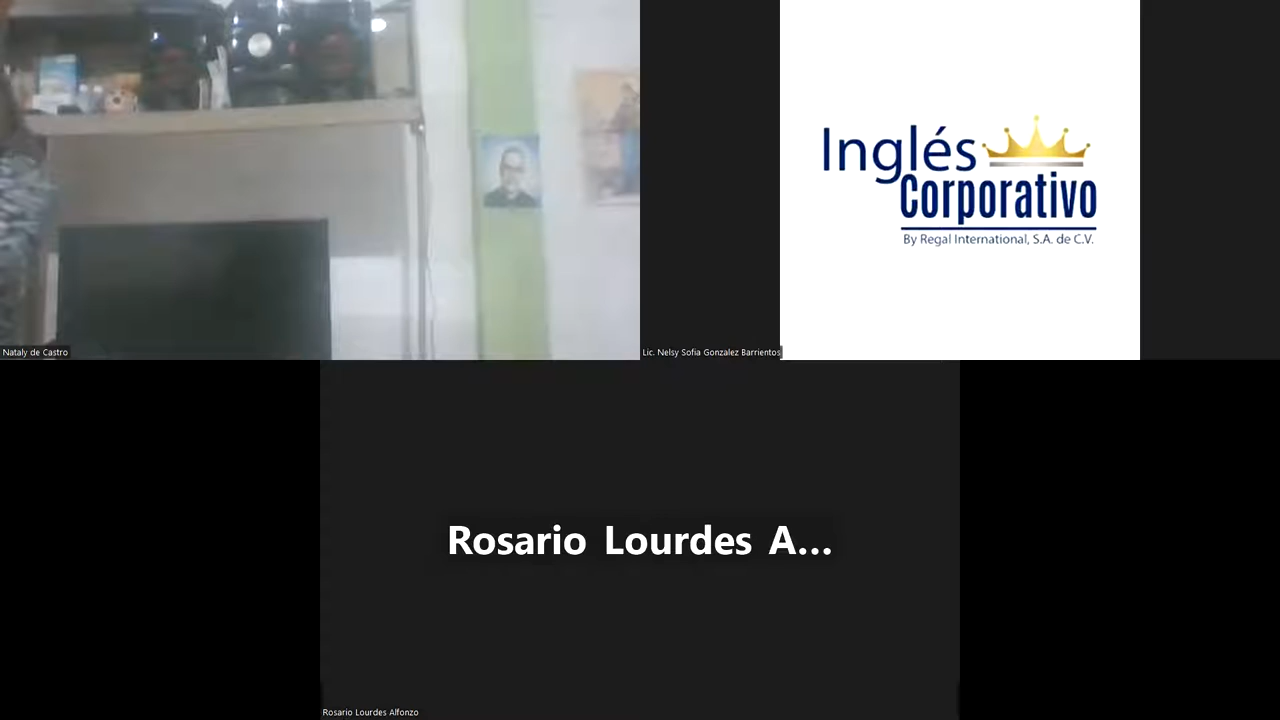 Nataly de Castro
Inglés
Corporativo
By Regal International, S.A. de C.V.
Lic. Nelsy Sofia Gonzalez Barrientos
Rosario Lourdes A...
Rosario Lourdes Alfonzo